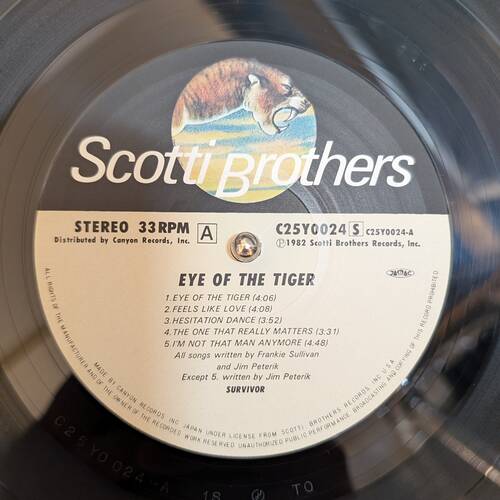 Scotti Brothers
STEREO 33RPM A
C25Y0024 S C25Y0024-A
Distributed by Canyon Records, Inc.
℗1982 Scotti Brothers Records, Inc.
EYE OF THE TIGER
1.EYE OF THE TIGER (4:06)
2.FEELS LIKE LOVE (4:08)
3.HESITATION DANCE (3:52)
4.THE ONE THAT REALLY MATTERS (3:31)
5.I'M NOT THAT MAN ANYMORE (4:48)
All songs written by Frankie Sullivan
and Jim Peterik
Except 5. written by Jim Peterik
SURVIVOR
MADE BY CANYON RECORDS INC JAPAN UNDER LICENSE FROM SCOTTI BROTHERS RECORDS, INC. U.S.A.
ALL RIGHTS OF THE MANUFACTURER AND OF THE OWNER OF THE RECORDED WORK RESERVED. UNAUTHORIZED PUBLIC PERFORMANCE, BROADCASTING AND COPYING OF THIS RECORD PROHIBITED.
C25Y0024-A 18 TO